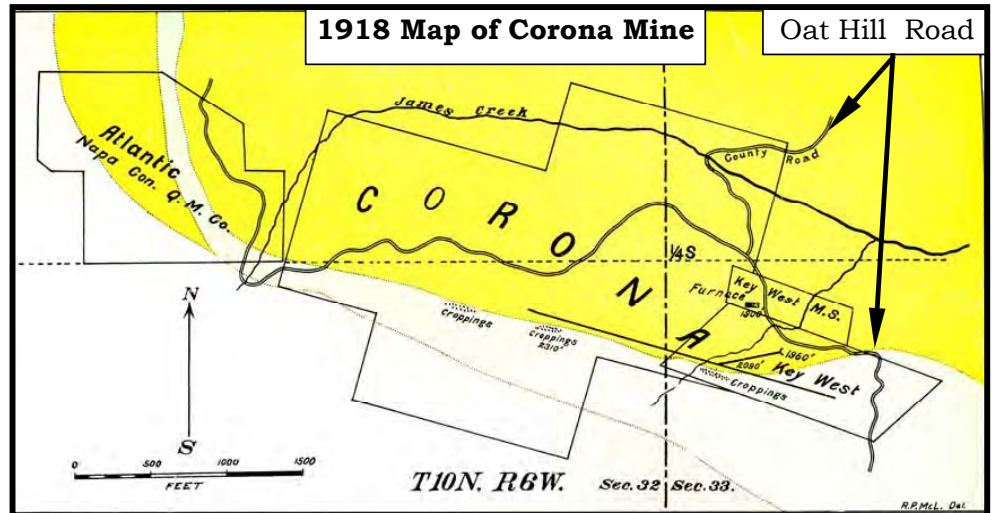 1918 Map of Corona Mine
Oat Hill Road
James Creek
County Road
Atlantic
Napa Con. Q. M. Co.
CORONA
¼ S
Key West M.S.
Furnace
Croppings
Croppings
2310'
1960'
2090'
Key West
Croppings
N
S
0 500 1000 1500
FEET
T10N. R6W. Sec. 32 Sec. 33.
R.P.McL. Del.